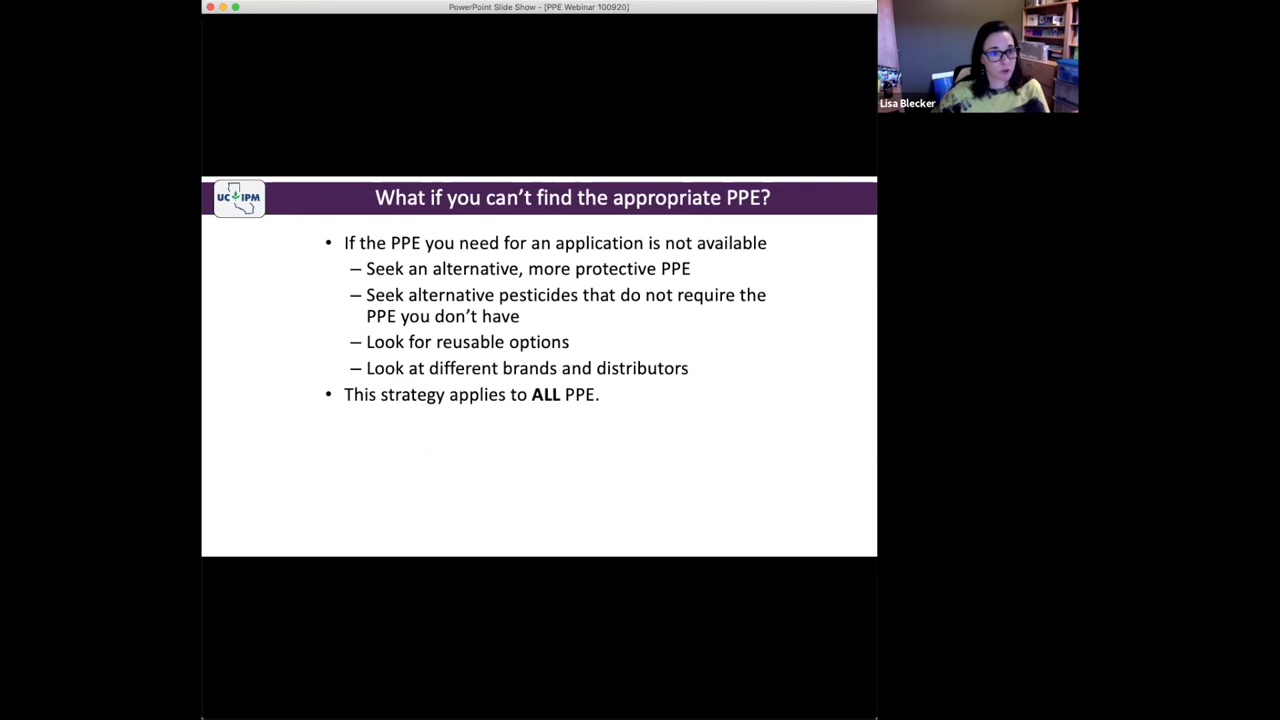 PowerPoint Slide Show - [PPE Webinar 100920]
Lisa Blecker
UC IPM
What if you can’t find the appropriate PPE?
• If the PPE you need for an application is not available
– Seek an alternative, more protective PPE
– Seek alternative pesticides that do not require the
PPE you don’t have
– Look for reusable options
– Look at different brands and distributors
• This strategy applies to ALL PPE.